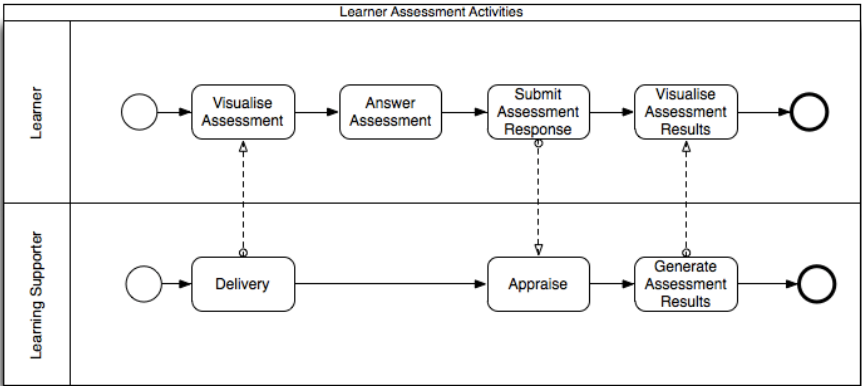 Learner Assessment Activities
Learner
Visualise
Assessment
Answer
Assessment
Submit
Assessment
Response
Visualise
Assessment
Results
Learning Supporter
Delivery
Appraise
Generate
Assessment
Results